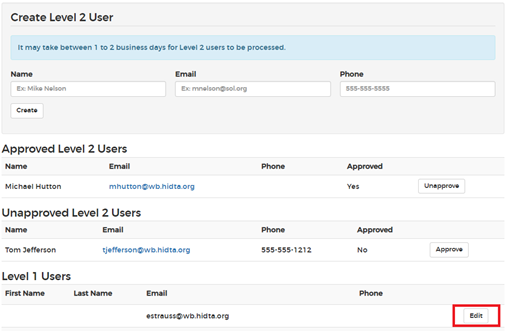 Create Level 2 User
It may take between 1 to 2 business days for Level 2 users to be processed.
Name Email Phone
Ex: Mike Nelson Ex: mnelson@sol.org 555-555-5555
Create
Approved Level 2 Users
Name Email Phone Approved
Michael Hutton mhutton@wb.hidta.org Yes Unapprove
Unapproved Level 2 Users
Name Email Phone Approved
Tom Jefferson tjefferson@wb.hidta.org 555-555-1212 No Approve
Level 1 Users
First Name Last Name Email Phone
estrauss@wb.hidta.org Edit